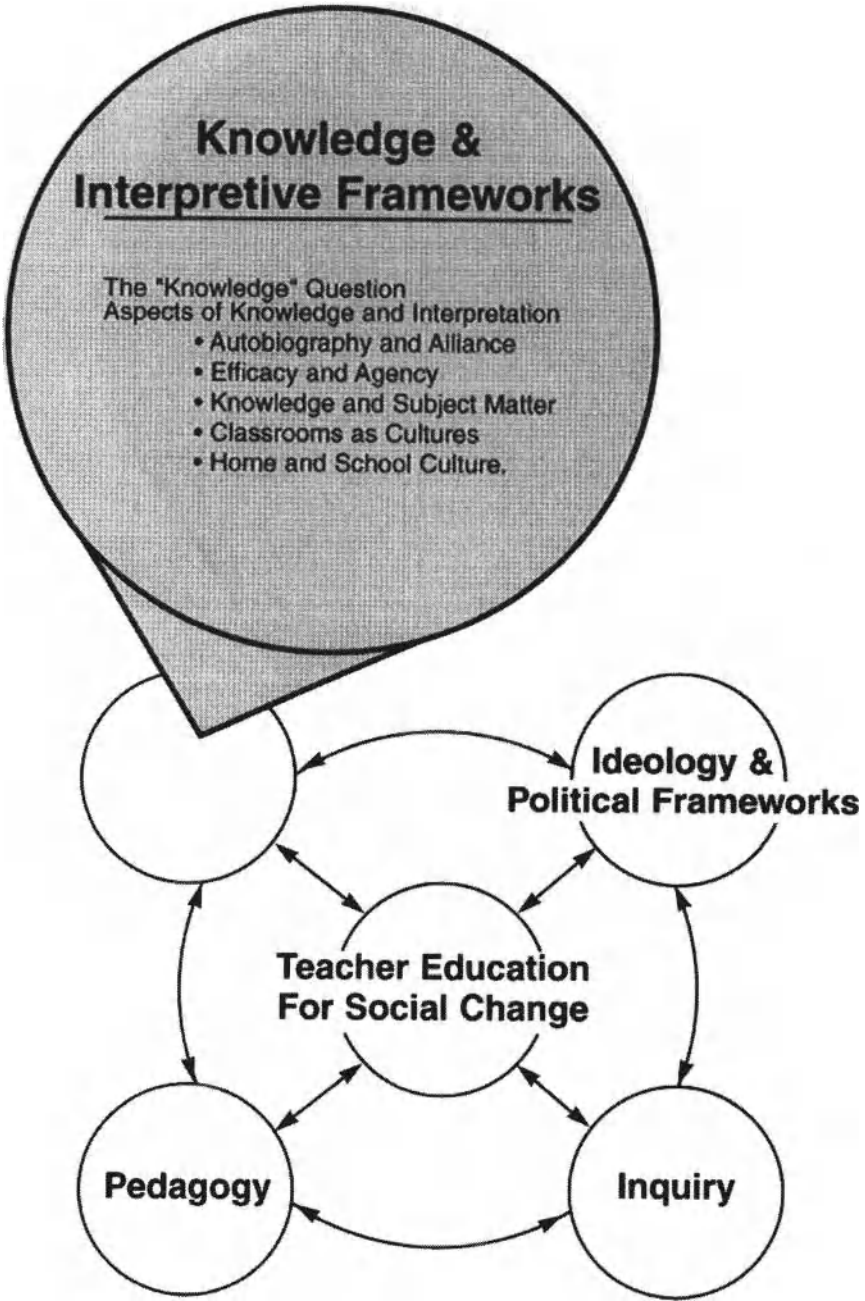 Knowledge &
Interpretive Frameworks
The "Knowledge" Question
Aspects of Knowledge and Interpretation
• Autobiography and Alliance
• Efficacy and Agency
• Knowledge and Subject Matter
• Classrooms as Cultures
• Home and School Culture.
Ideology &
Political Frameworks
Teacher Education
For Social Change
Pedagogy
Inquiry